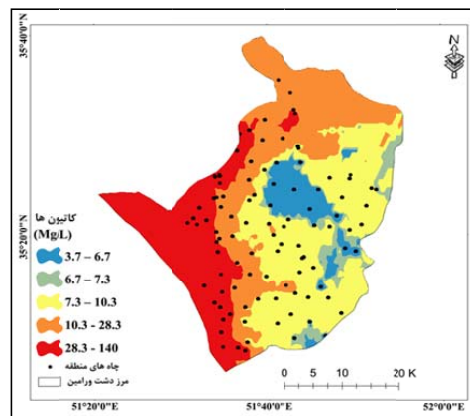 35°40'0"N
N
35°20'0"N
کاتیون ها
(Mg/L)
3.7 – 6.7
6.7 – 7.3
7.3 – 10.3
10.3 - 28.3
28.3 - 140
چاه های منطقه
مرز دشت ورامین
0 5 10 20 K
51°20'0"E 51°40'0"E 52°0'0"E